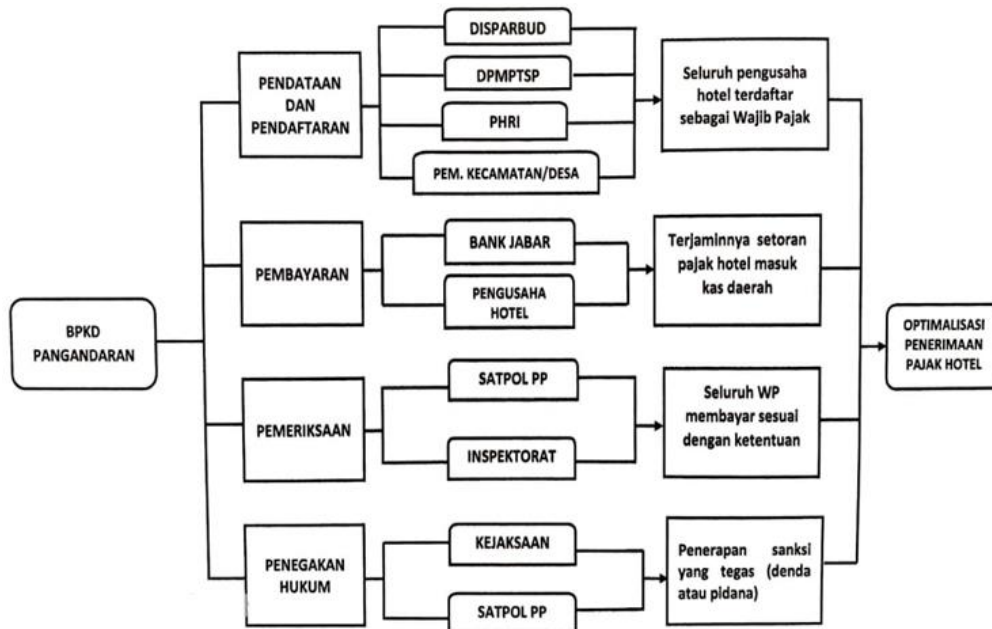 BPKD
PANGANDARAN
PENDATAAN
DAN
PENDAFTARAN
DISPARBUD
DPMPTSP
PHRI
PEM. KECAMATAN/DESA
Seluruh pengusaha
hotel terdaftar
sebagai Wajib Pajak
PEMBAYARAN
BANK JABAR
PENGUSAHA
HOTEL
Terjaminnya setoran
pajak hotel masuk
kas daerah
PEMERIKSAAN
SATPOL PP
INSPEKTORAT
Seluruh WP
membayar sesuai
dengan ketentuan
PENEGAKAN
HUKUM
KEJAKSAAN
SATPOL PP
Penerapan sanksi
yang tegas (denda
atau pidana)
OPTIMALISASI
PENERIMAAN
PAJAK HOTEL